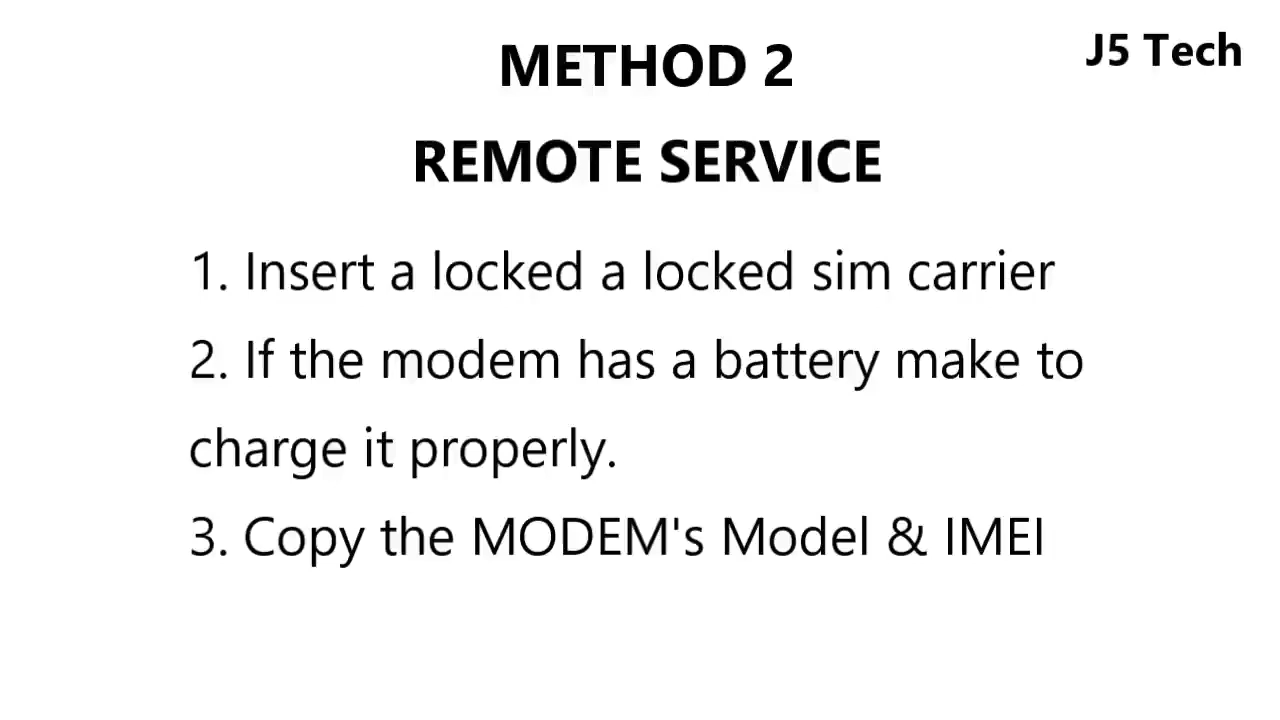 METHOD 2
J5 Tech
REMOTE SERVICE
1. Insert a locked a locked sim carrier
2. If the modem has a battery make to
charge it properly.
3. Copy the MODEM's Model & IMEI